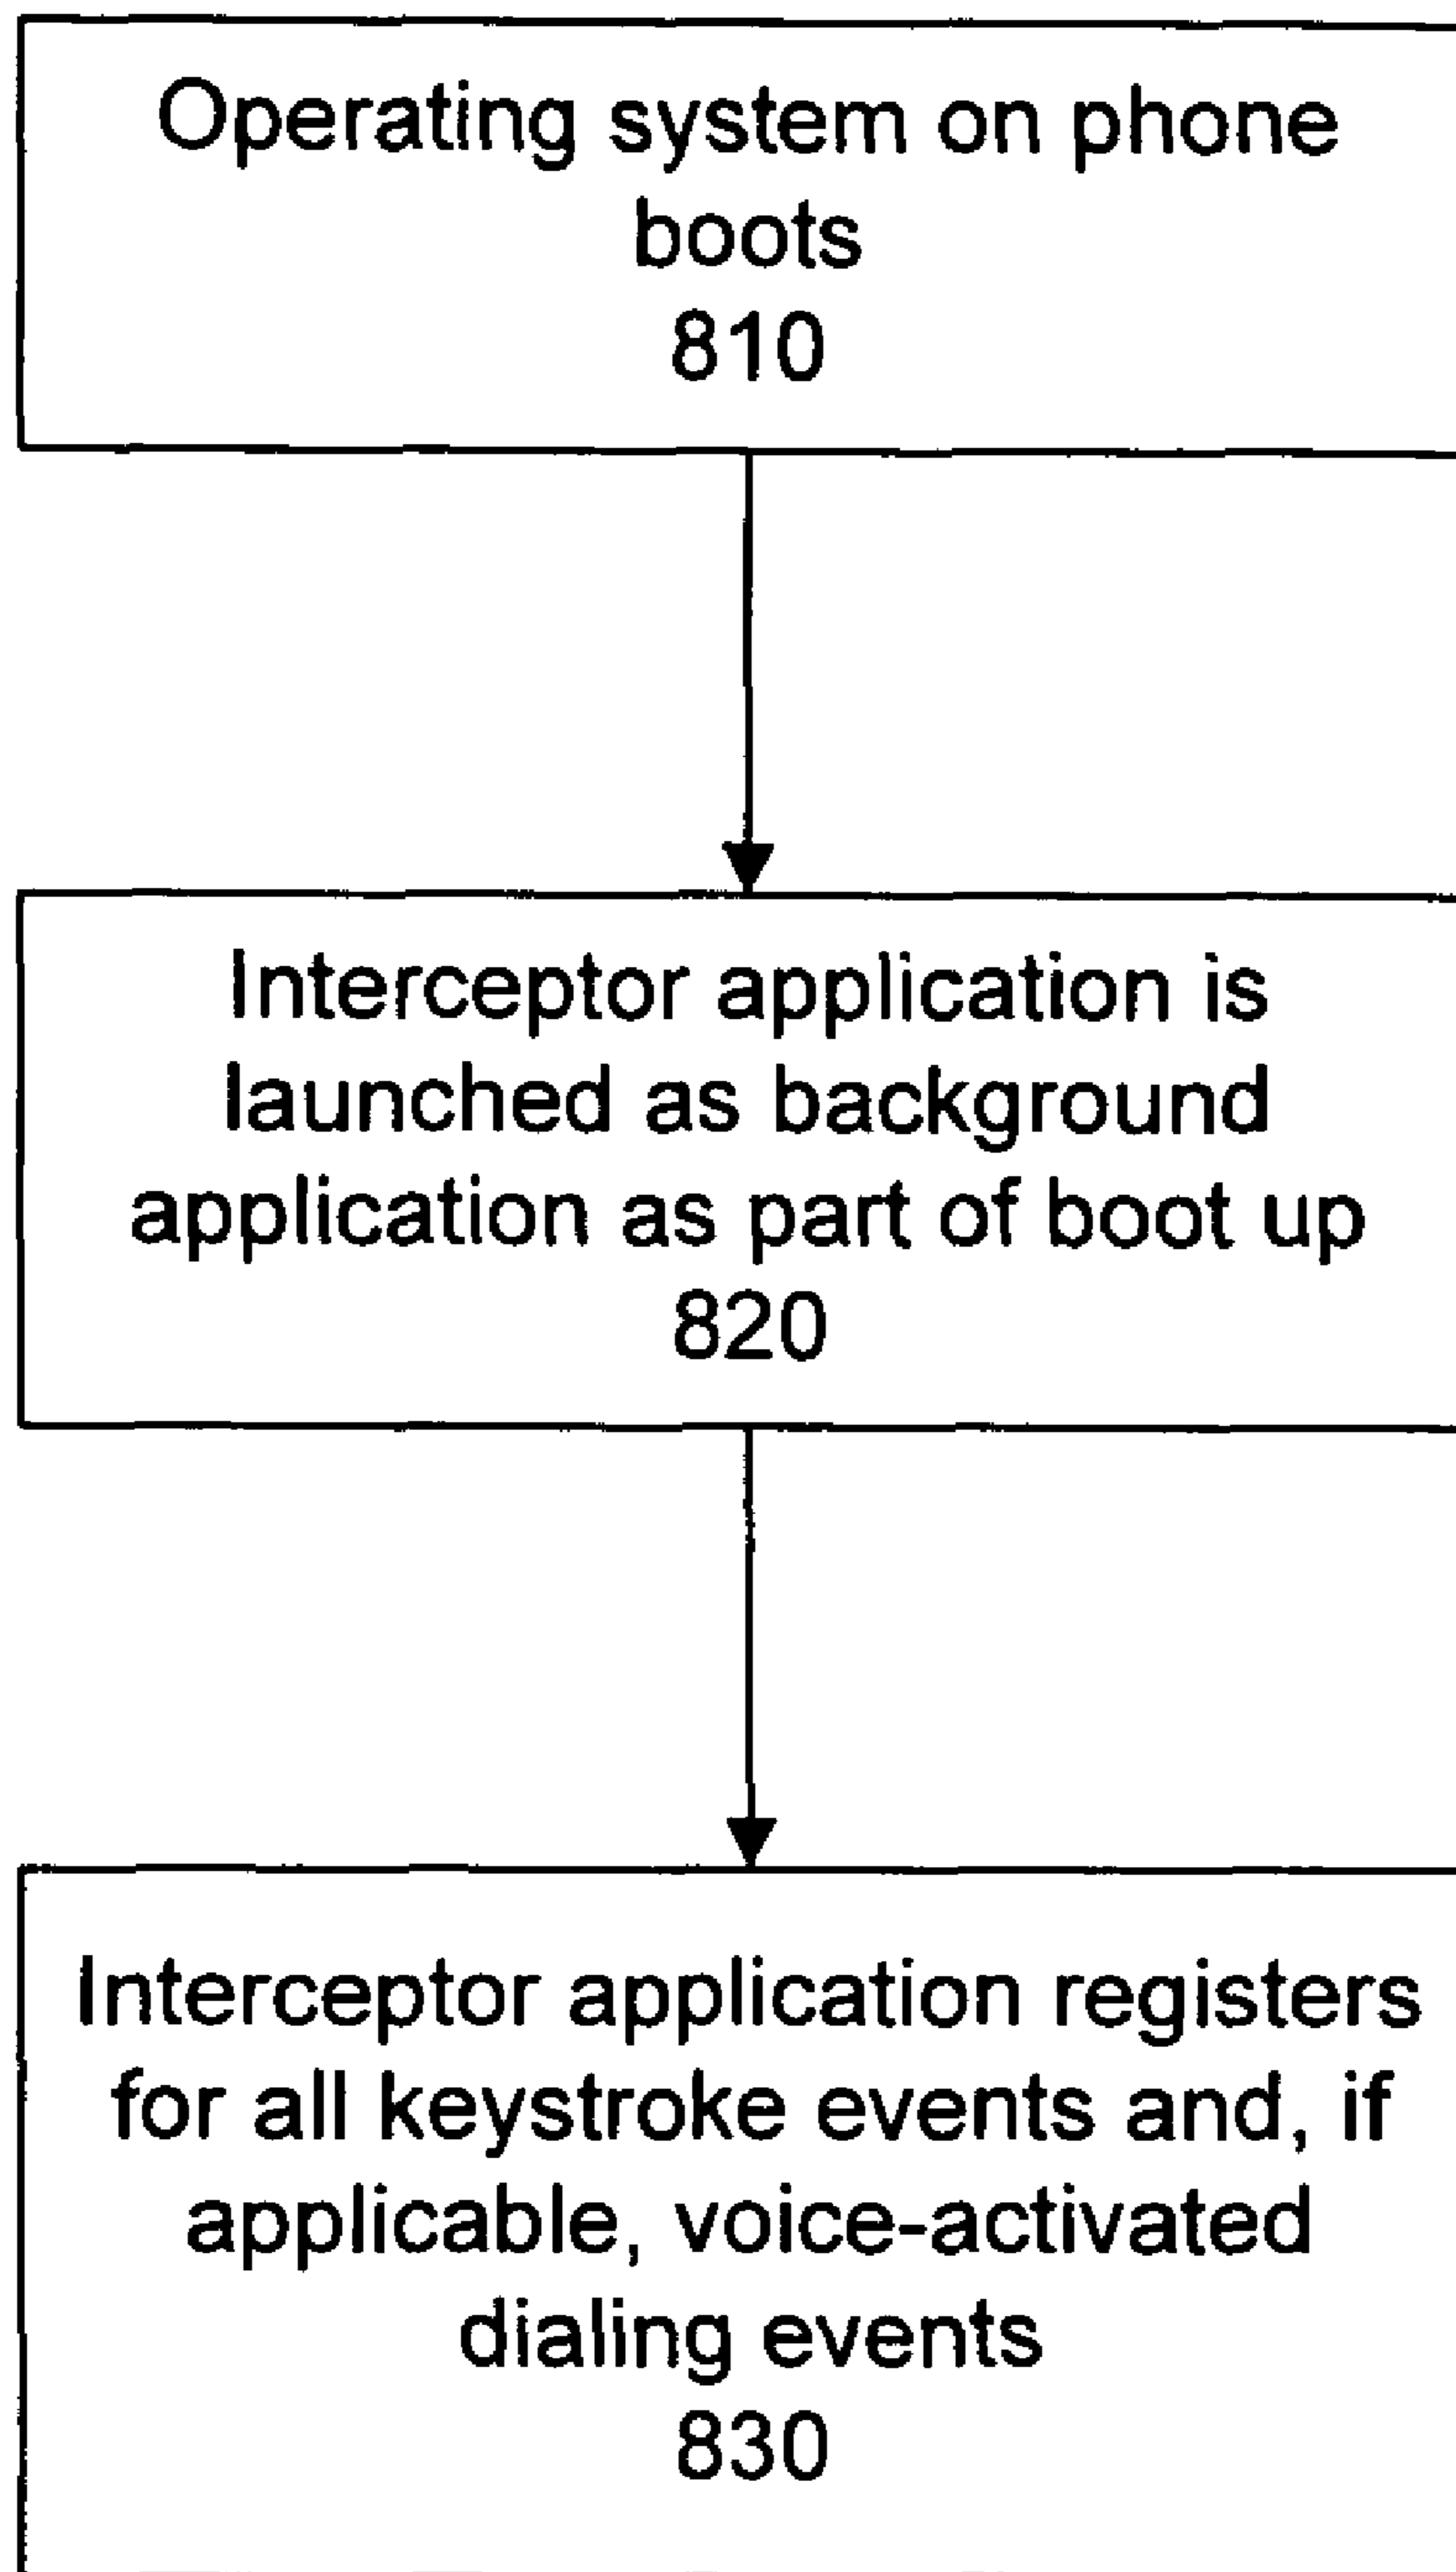 Operating system on phone
boots
810
Interceptor application is
launched as background
application as part of boot up
820
Interceptor application registers
for all keystroke events and, if
applicable, voice-activated
dialing events
830